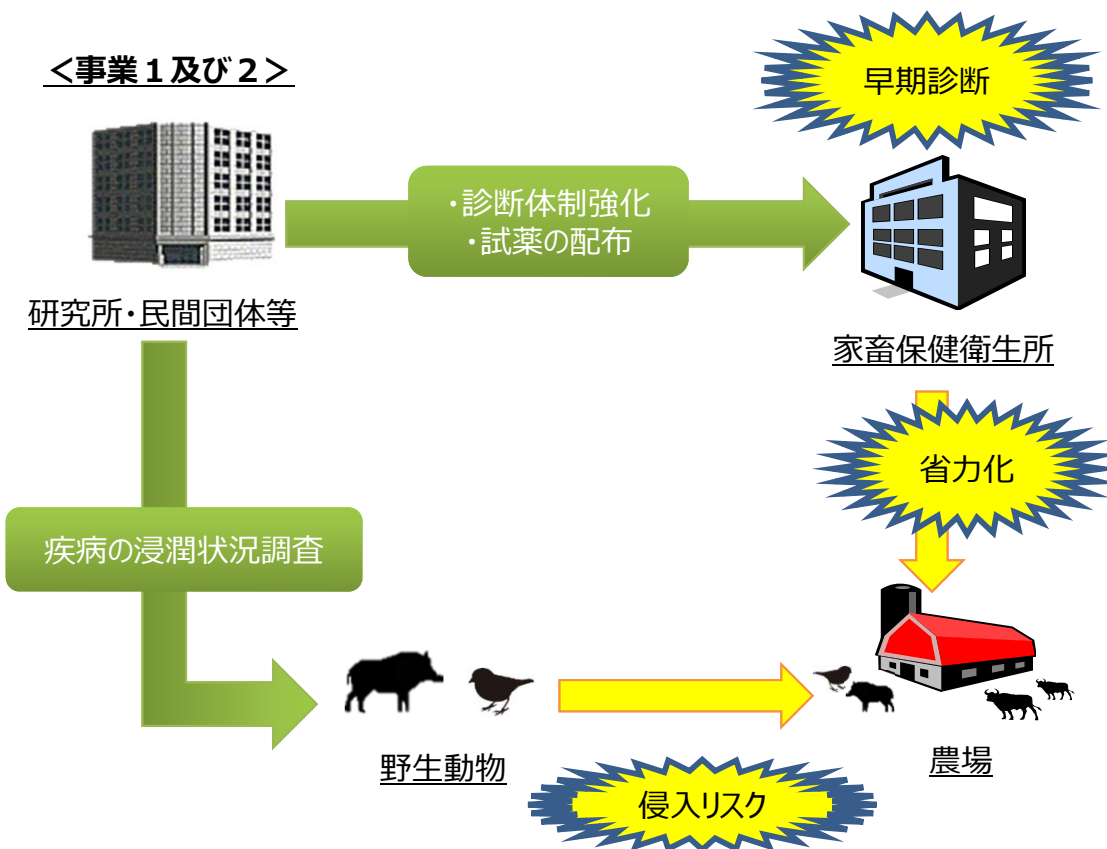 <事業1及び2>
早期診断
・診断体制強化
・試薬の配布
研究所・民間団体等
家畜保健衛生所
省力化
疾病の浸潤状況調査
野生動物
農場
侵入リスク